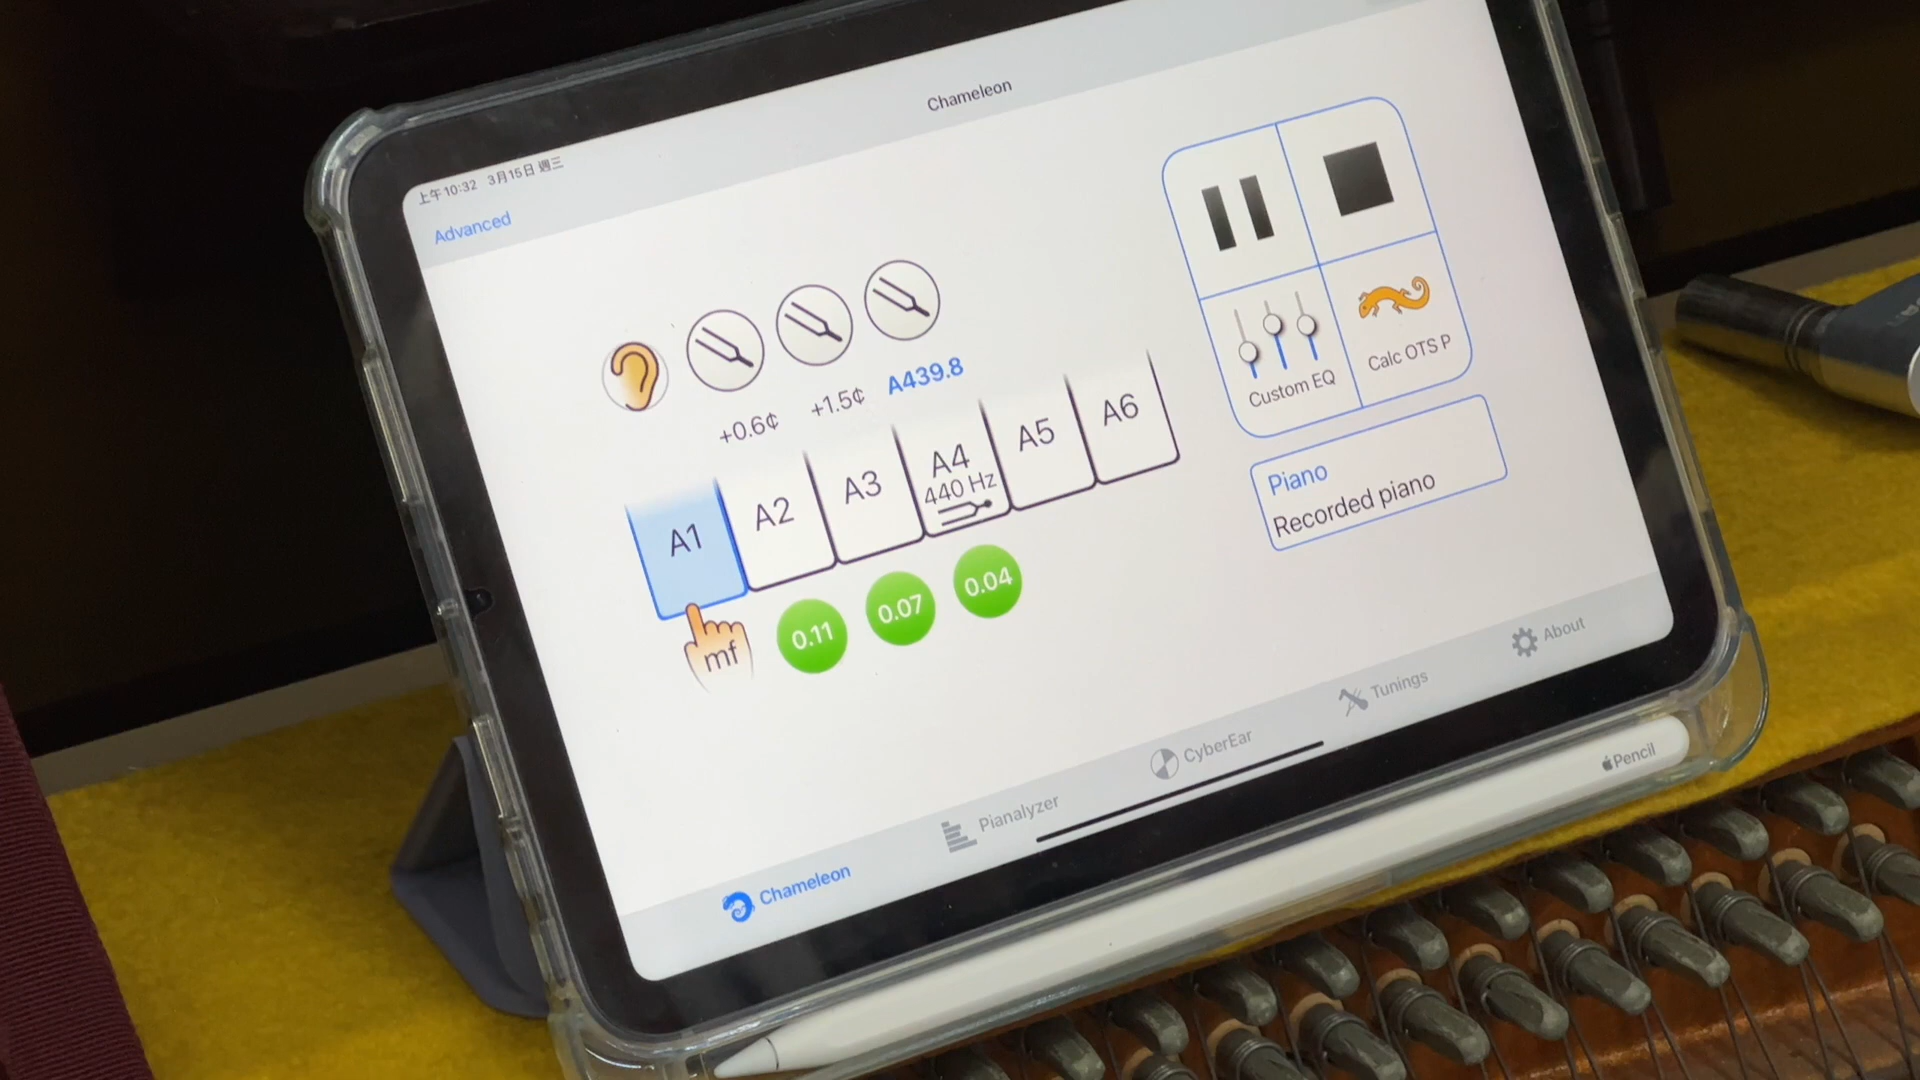 上午10:32 3月15日 週三
Chameleon
Advanced
+0.6¢
+1.5¢
A439.8
A1
A2
A3
A4
440 Hz
A5
A6
mf
0.11
0.07
0.04
Custom EQ
Calc OTS P
Piano
Recorded piano
Chameleon
Pianalyzer
CyberEar
Tunings
About
Pencil